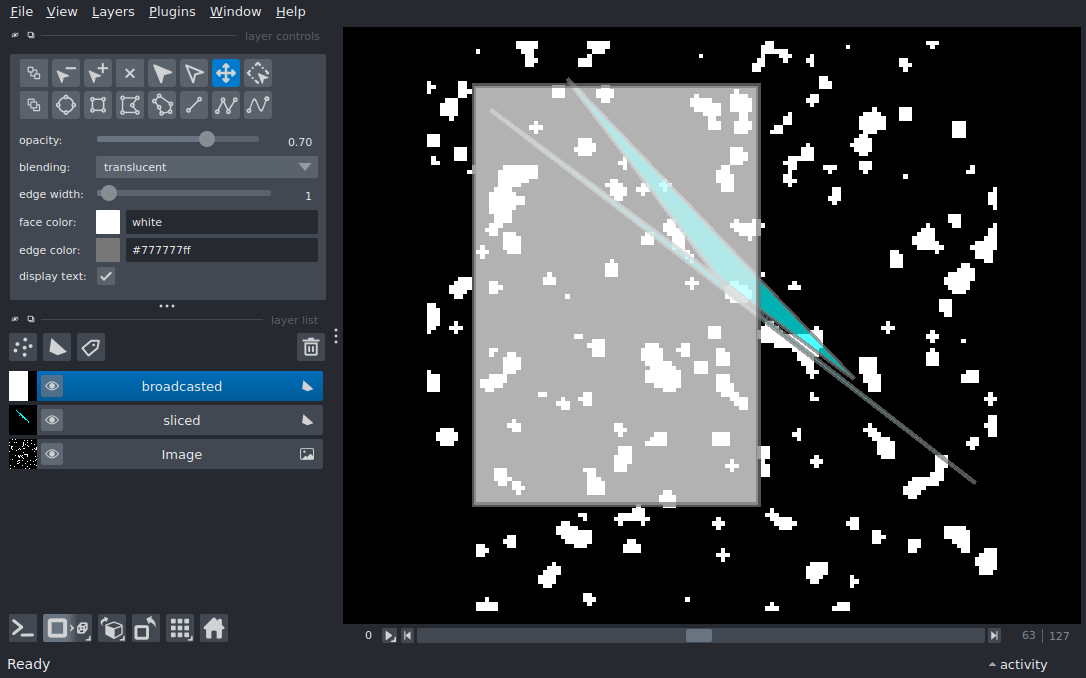 File View Layers Plugins Window Help
layer controls
opacity: 0.70
blending: translucent
edge width: 1
face color: white
edge color: #777777ff
display text:
layer list
broadcasted
sliced
Image
0 63 127
Ready activity